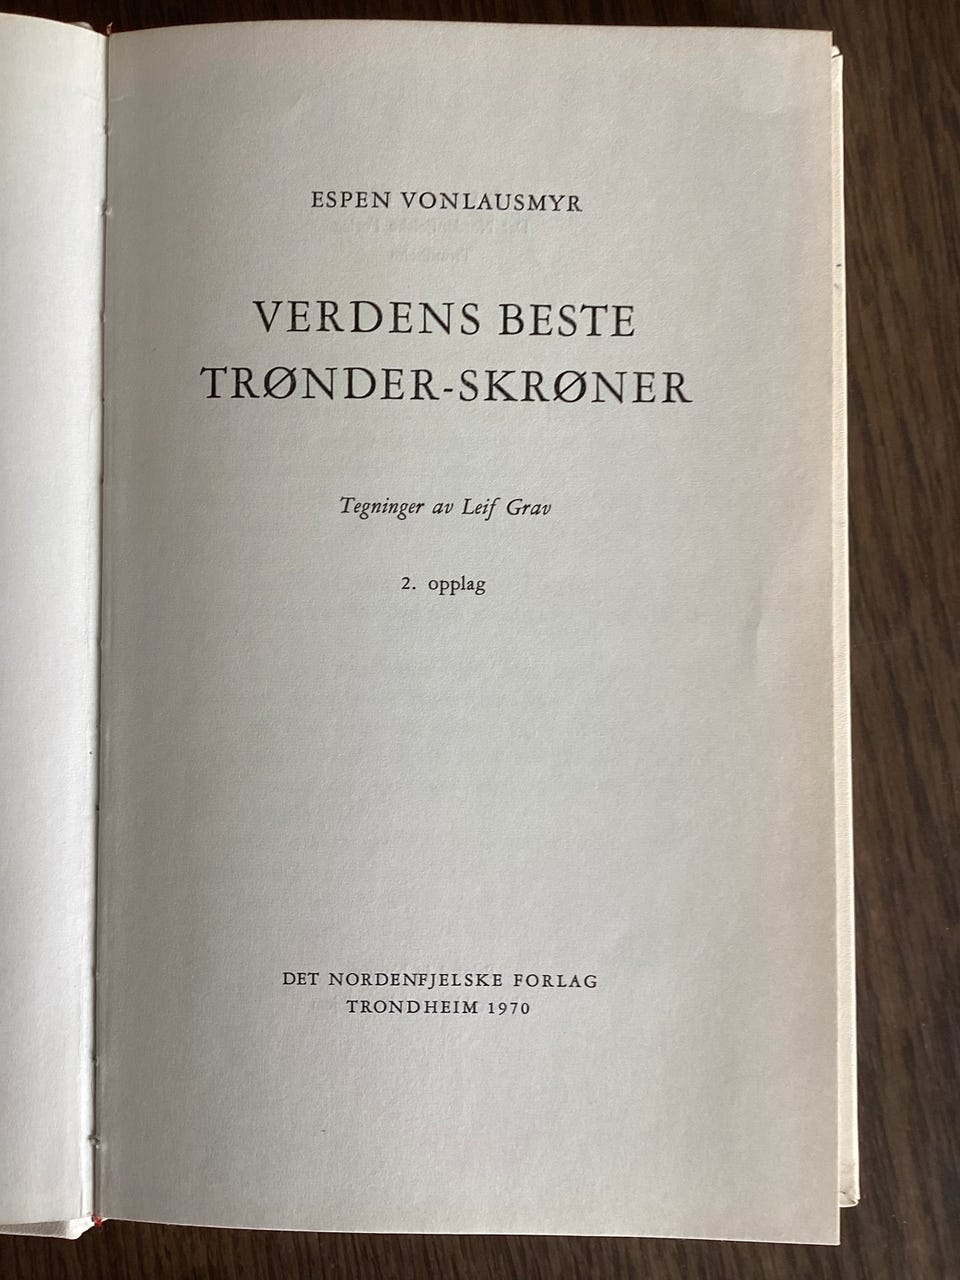 ESPEN VONLAUSMYR
VERDENS BESTE
TRØNDER-SKRØNER
Tegninger av Leif Grav
2. opplag
DET NORDENFJELSKE FORLAG
TRONDHEIM 1970